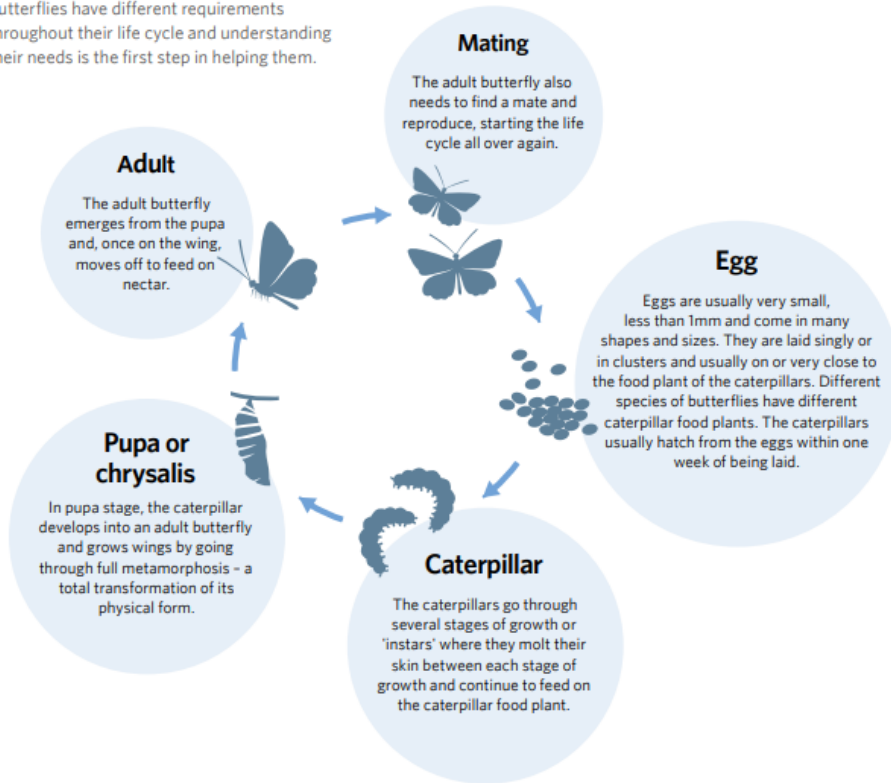 utterflies have different requirements
hroughout their life cycle and understanding
heir needs is the first step in helping them.
Mating
The adult butterfly also
needs to find a mate and
reproduce, starting the life
cycle all over again.
Adult
The adult butterfly
emerges from the pupa
and, once on the wing,
moves off to feed on
nectar.
Egg
Eggs are usually very small,
less than 1mm and come in many
shapes and sizes. They are laid singly or
in clusters and usually on or very close to
the food plant of the caterpillars. Different
species of butterflies have different
caterpillar food plants. The caterpillars
usually hatch from the eggs within one
week of being laid.
Pupa or
chrysalis
In pupa stage, the caterpillar
develops into an adult butterfly
and grows wings by going
through full metamorphosis – a
total transformation of its
physical form.
Caterpillar
The caterpillars go through
several stages of growth or
'instars' where they molt their
skin between each stage of
growth and continue to feed on
the caterpillar food plant.